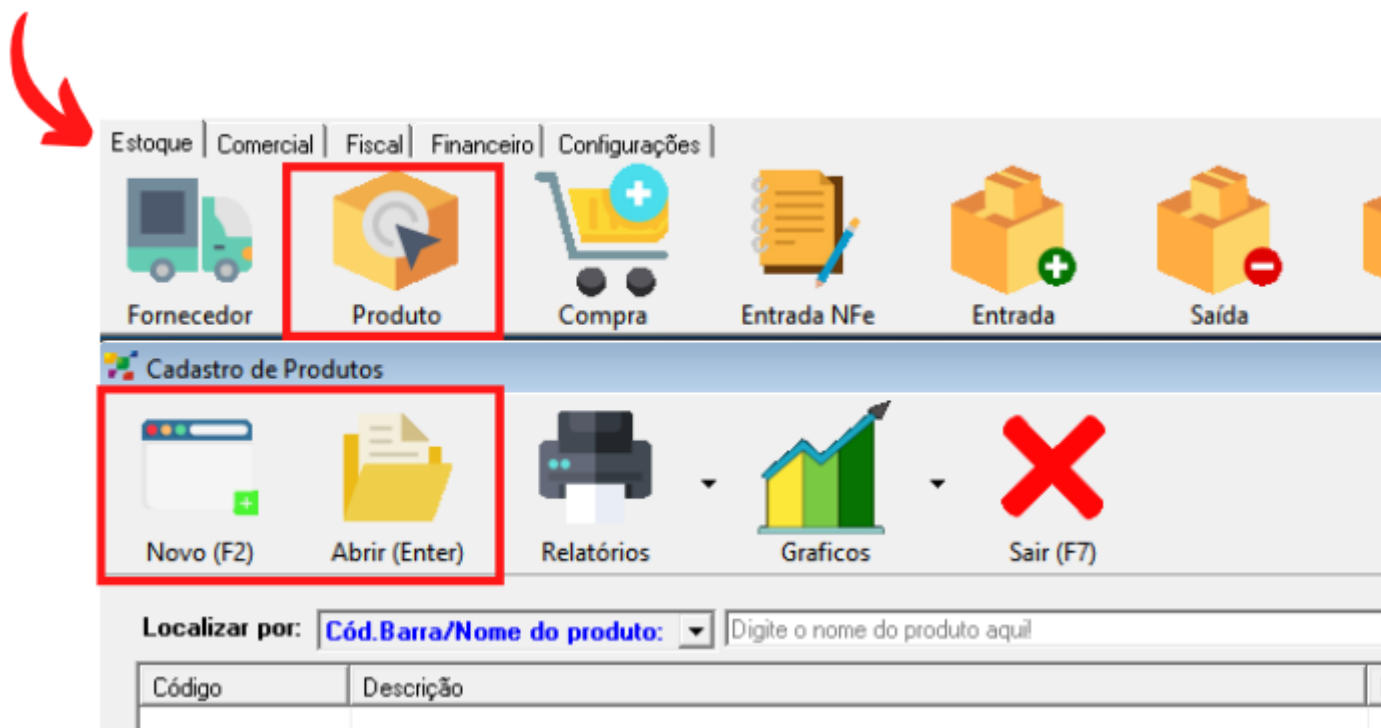 Estoque Comercial Fiscal Financeiro Configurações
Fornecedor Produto Compra Entrada NFe Entrada Saída
Cadastro de Produtos
Novo (F2) Abrir (Enter) Relatórios Graficos Sair (F7)
Localizar por: Cód.Barra/Nome do produto: Digite o nome do produto aqui!
Código Descrição